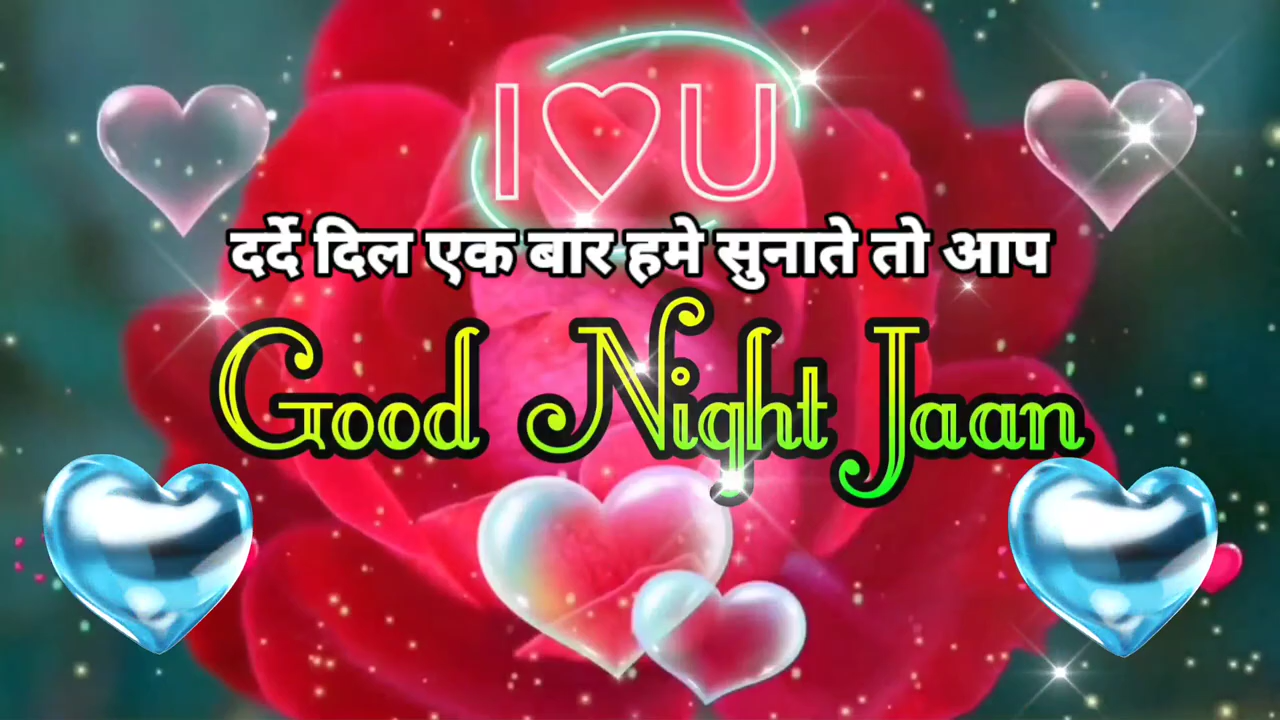 I ♡ U
दर्दे दिल एक बार हमे सुनाते तो आप
Good Night Jaan